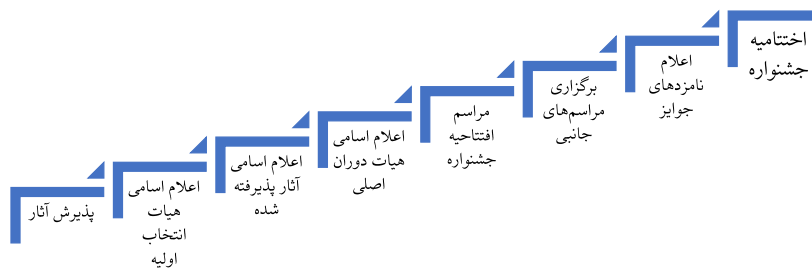 پذیرش آثار
اعلام اسامی
هیات
انتخاب
اولیه
اعلام اسامی
آثار پذیرفته
شده
اعلام اسامی
هیات دوران
اصلی
مراسم
افتتاحیه
جشنواره
برگزاری
مراسم‌های
جانبی
اعلام
نامزدهای
جوایز
اختتامیه
جشنواره